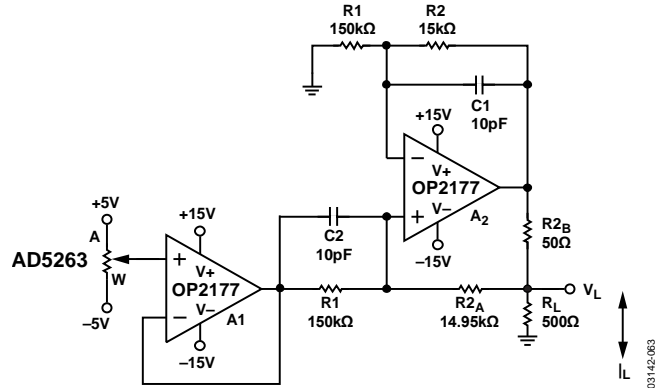 R1
150kΩ
R2
15kΩ
C1
10pF
+15V
V+
OP2177
V–
A2
–15V
R2B
50Ω
+5V
A
AD5263
W
–5V
+15V
V+
OP2177
V–
A1
–15V
C2
10pF
R1
150kΩ
R2A
14.95kΩ
VL
RL
500Ω
IL
03142-063
−
+
+
−